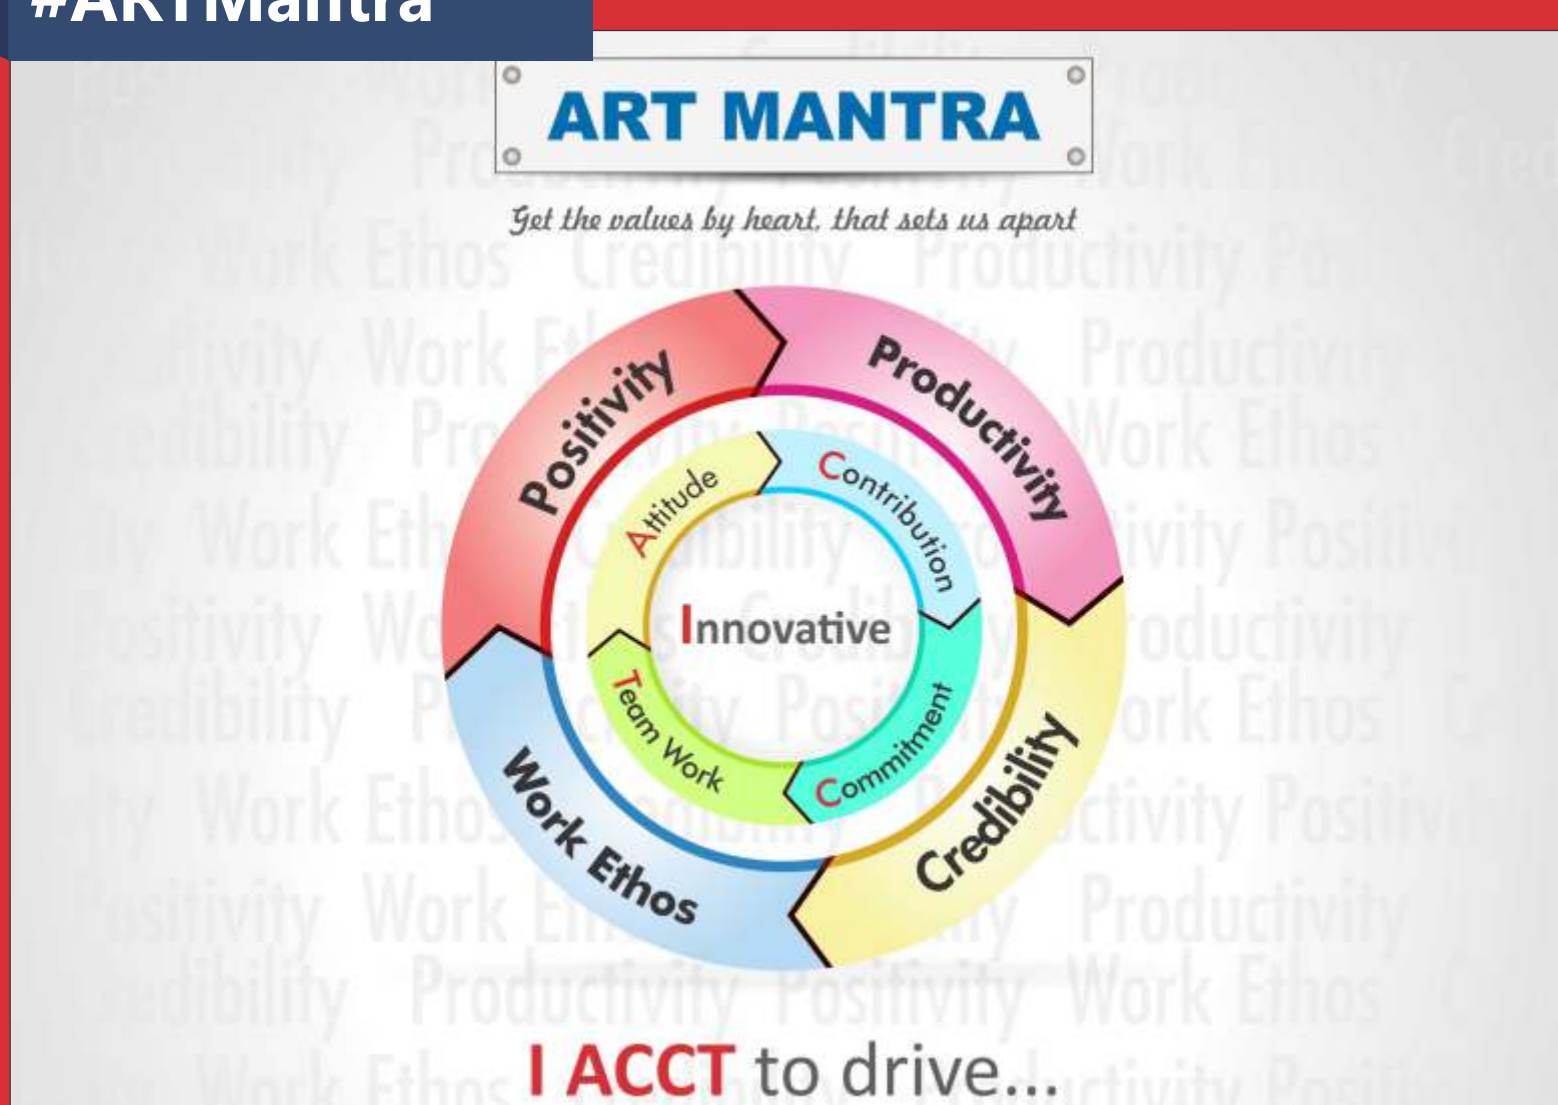 #ARTMantra
ART MANTRA
Get the values by heart, that sets us apart
Positivity
Productivity
Attitude
Contribution
Innovative
Team Work
Commitment
Work Ethos
Credibility
I ACCT to drive...